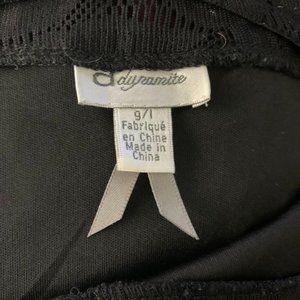 dynamite
g/l
Fabriqué
en Chine
Made in
China